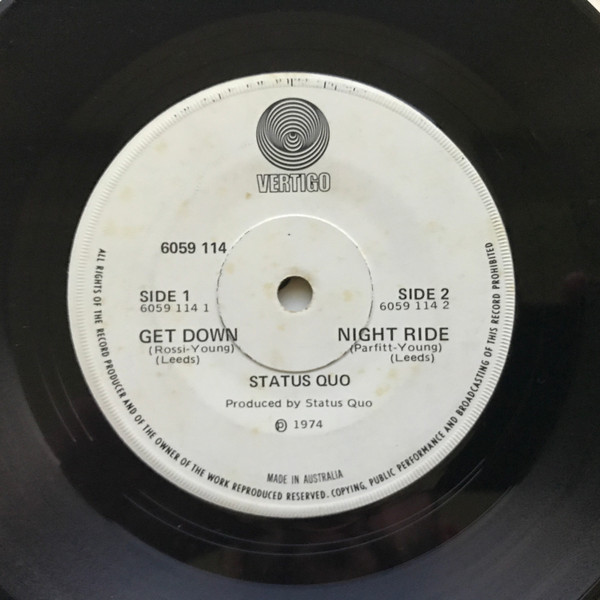 VERTIGO
6059 114
SIDE 1
6059 114 1
GET DOWN
(Rossi-Young)
(Leeds)
SIDE 2
6059 114 2
NIGHT RIDE
(Parfitt-Young)
(Leeds)
STATUS QUO
Produced by Status Quo
℗ 1974
MADE IN AUSTRALIA
ALL RIGHTS OF THE RECORD PRODUCER AND OF THE OWNER OF THE WORK REPRODUCED RESERVED. COPYING, PUBLIC PERFORMANCE AND BROADCASTING OF THIS RECORD PROHIBITED